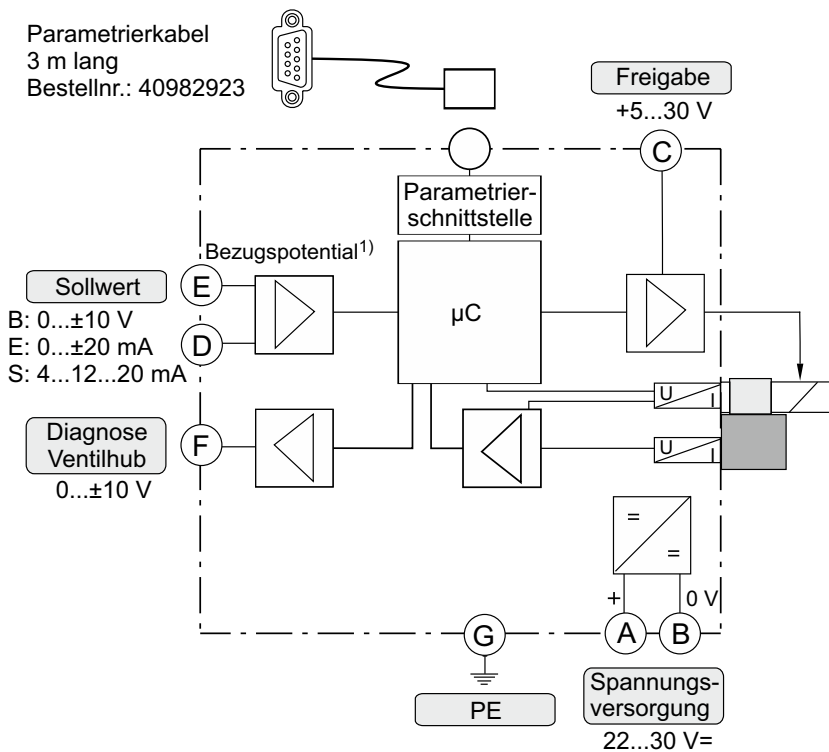 Parametrierkabel
3 m lang
Bestellnr.: 40982923
Freigabe
+5...30 V
C
Parametrier-
schnittstelle
Bezugspotential1)
Sollwert
E
B: 0...±10 V
E: 0...±20 mA
S: 4...12...20 mA
D
µC
U
I
Diagnose
Ventilhub
F
0...±10 V
U
I
=
=
+
0 V
G
A
B
PE
Spannungs-
versorgung
22...30 V=